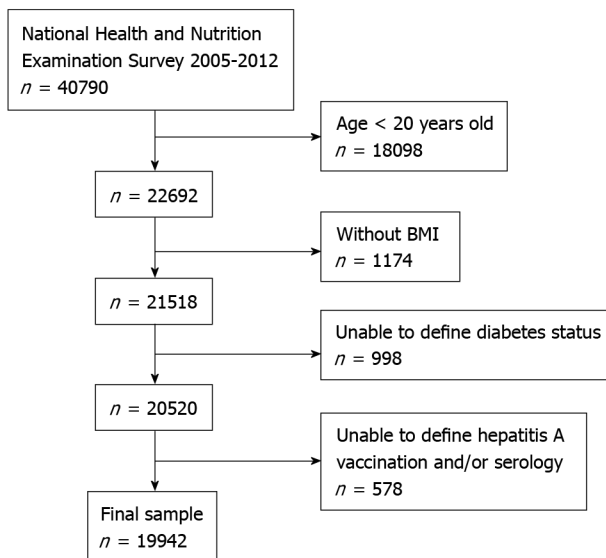 National Health and Nutrition
Examination Survey 2005-2012
n = 40790
Age < 20 years old
n = 18098
n = 22692
Without BMI
n = 1174
n = 21518
Unable to define diabetes status
n = 998
n = 20520
Unable to define hepatitis A
vaccination and/or serology
n = 578
Final sample
n = 19942